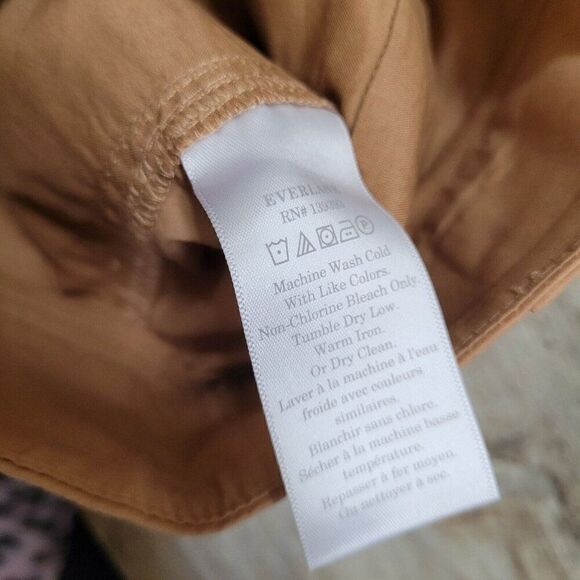 RN#
Machine Wash Cold
With Like Colors.
Non-Chlorine Bleach Only.
Tumble Dry Low.
Warm Iron.
Or Dry Clean.
Laver à la machine à l'eau
froide avec couleurs
similaires.
Blanchir sans chlore.
Sécher à la machine basse
température.
Repasser à fer moyen.
Ou nettoyer à sec.